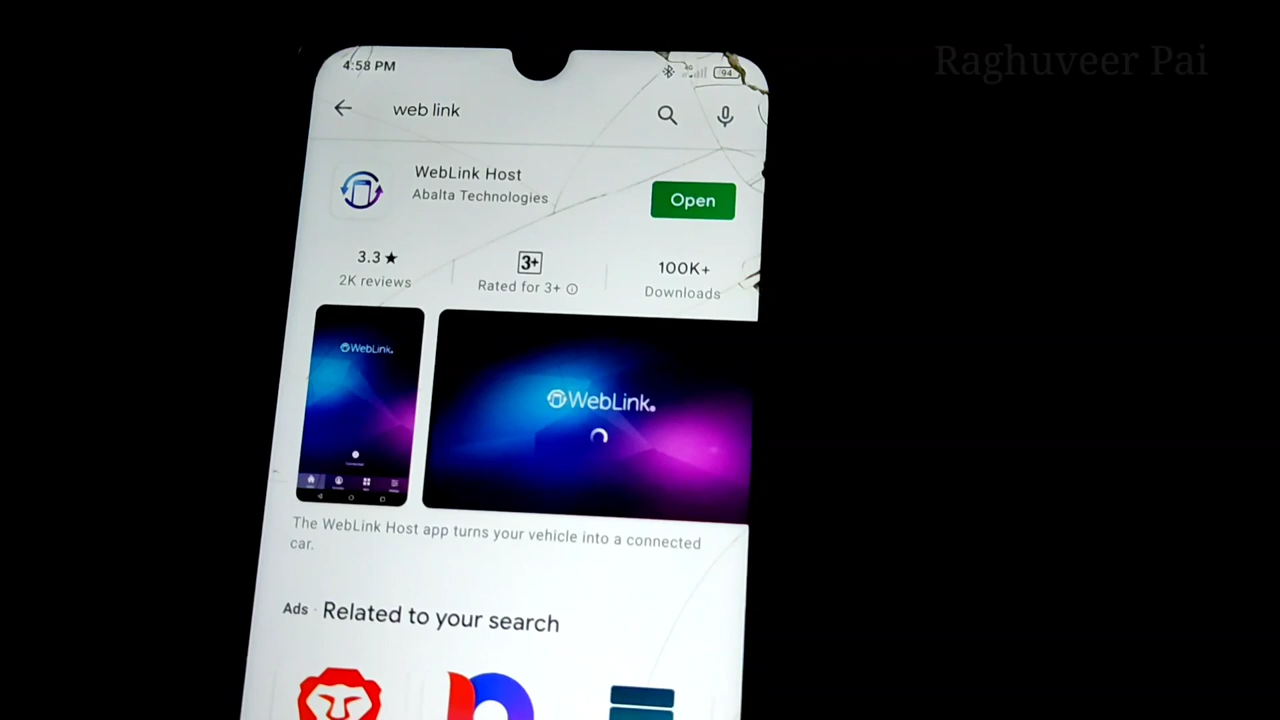 Raghuveer Pai
4:58 PM
4G
94
web link
WebLink Host
Abalta Technologies
Open
3.3★
2K reviews
3+
Rated for 3+
100K+
Downloads
WebLink.
WebLink.
The WebLink Host app turns your vehicle into a connected
car.
Ads · Related to your search